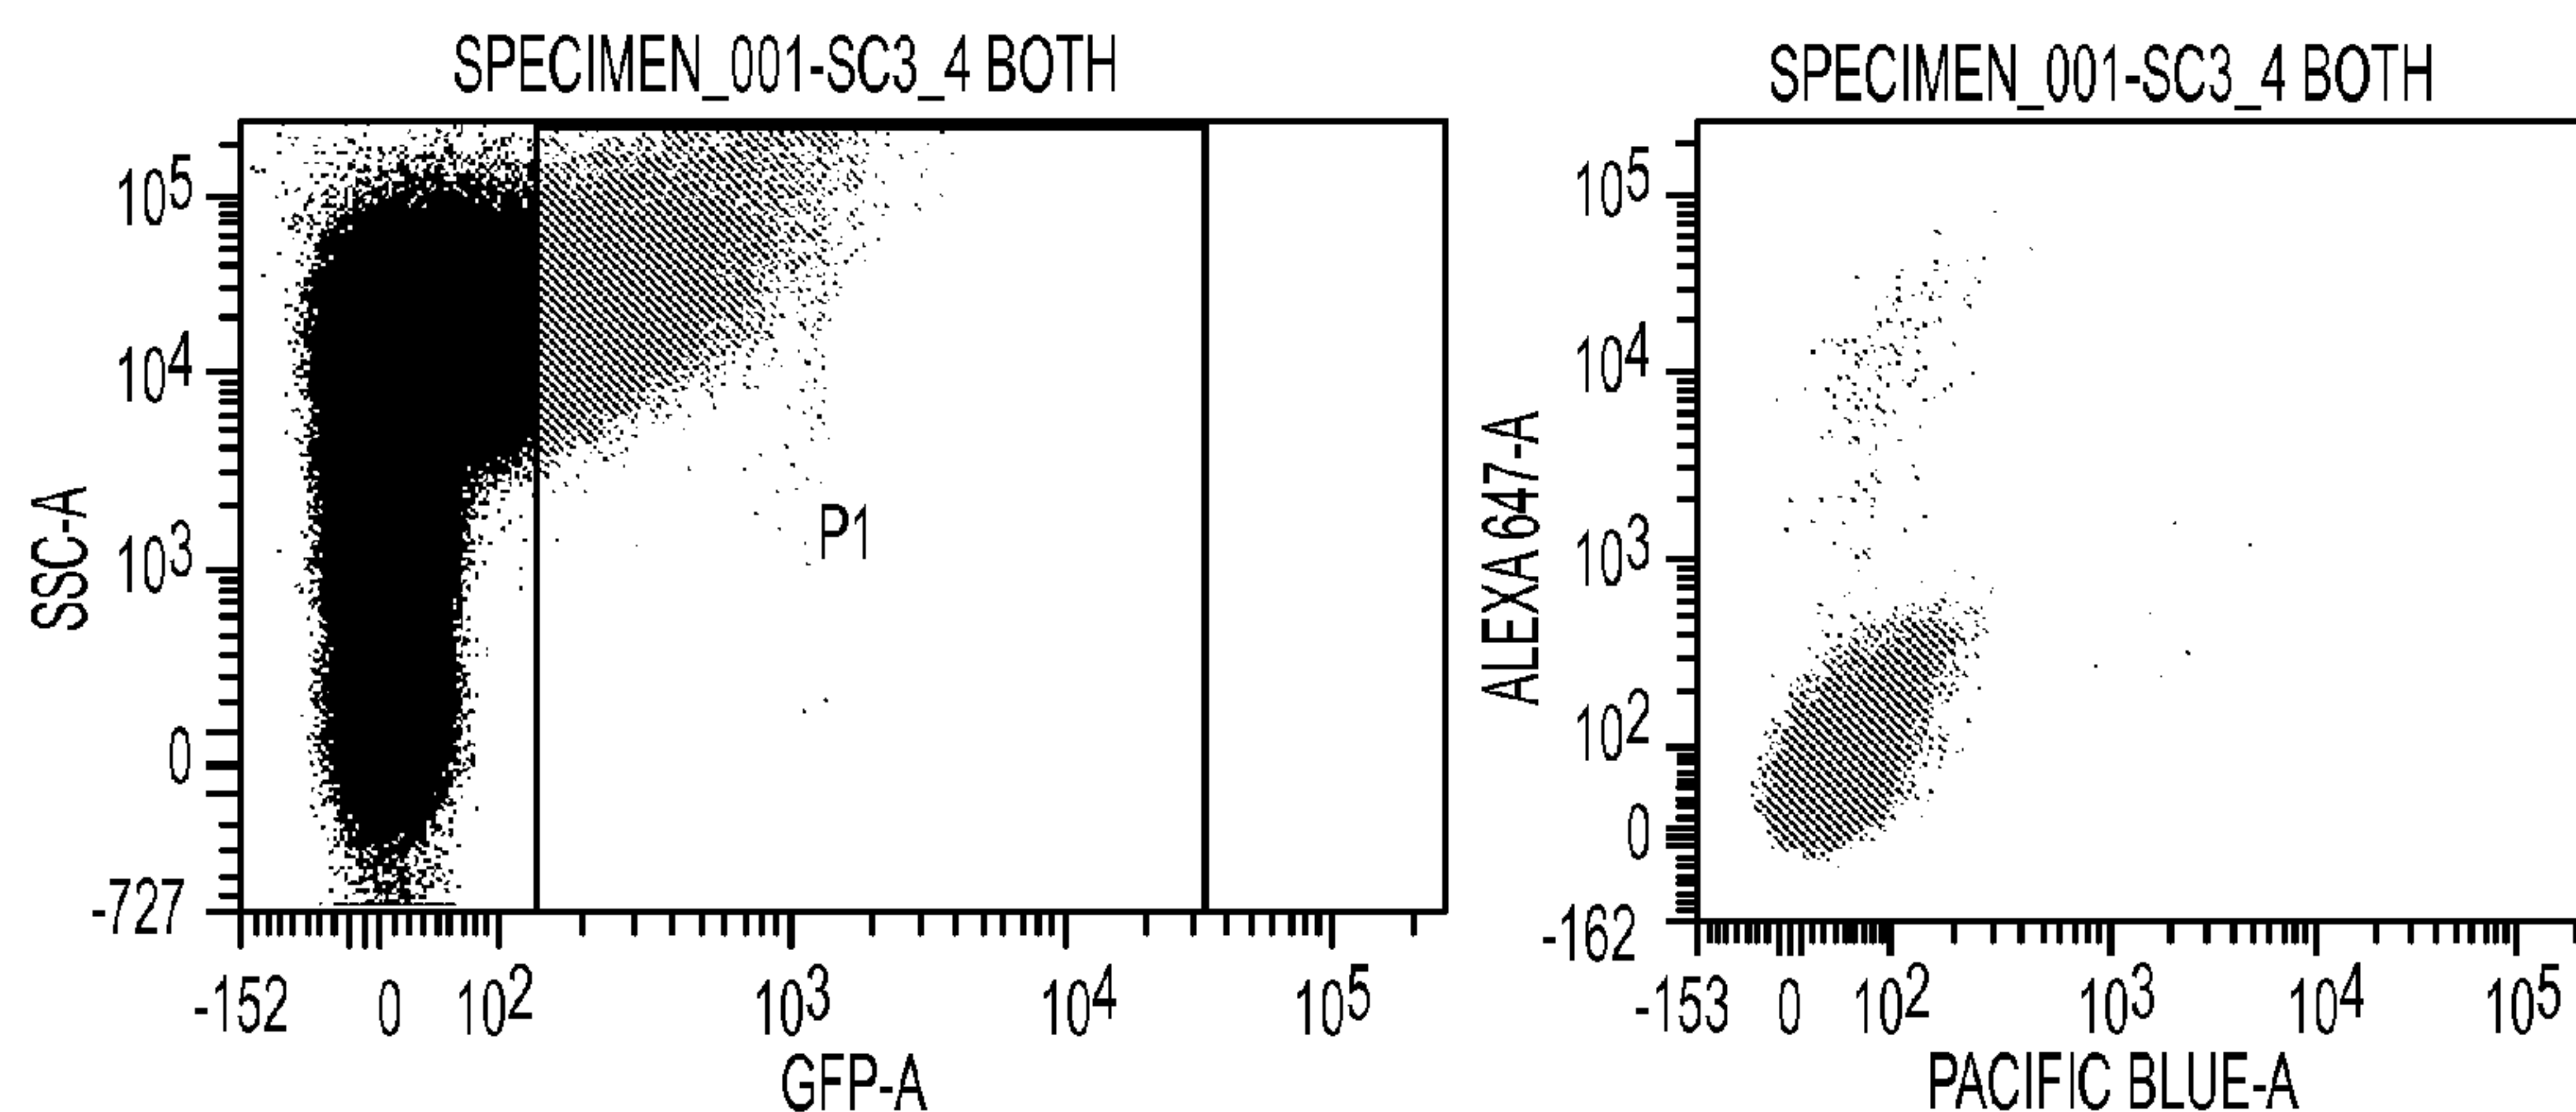 SPECIMEN_001-SC3_4 BOTH
10^5
10^4
10^3
0
-727
SSC-A
P1
-152 0 10^2 10^3 10^4 10^5
GFP-A
SPECIMEN_001-SC3_4 BOTH
10^5
10^4
10^3
10^2
0
-162
ALEXA 647-A
-153 0 10^2 10^3 10^4 10^5
PACIFIC BLUE-A